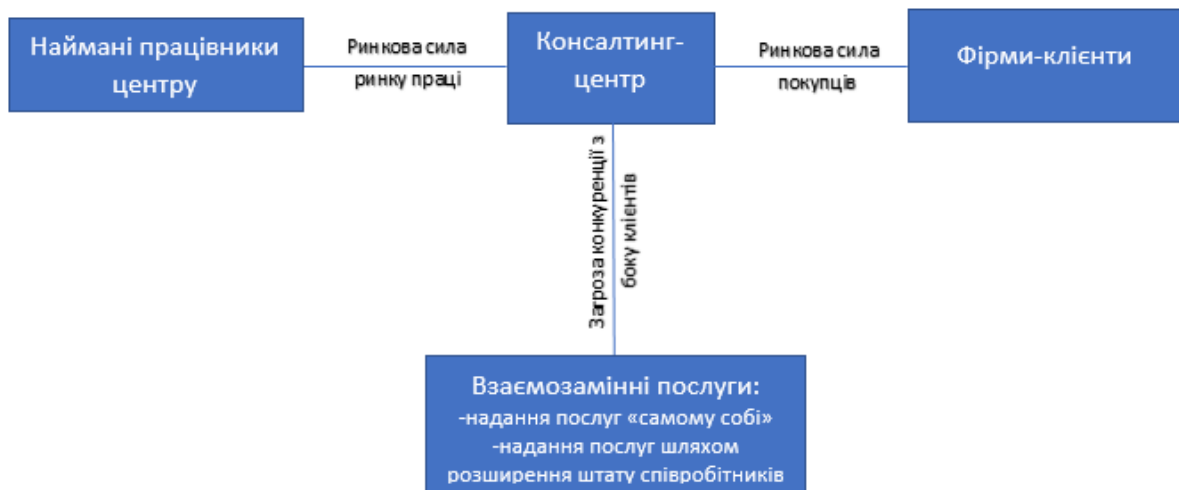 Наймані працівники
центру
Ринкова сила
ринку праці
Консалтинг-
центр
Ринкова сила
покупців
Фірми-клієнти
Загроза конкуренції з
боку клієнтів
Взаємозамінні послуги:
-надання послуг «самому собі»
-надання послуг шляхом
розширення штату співробітників